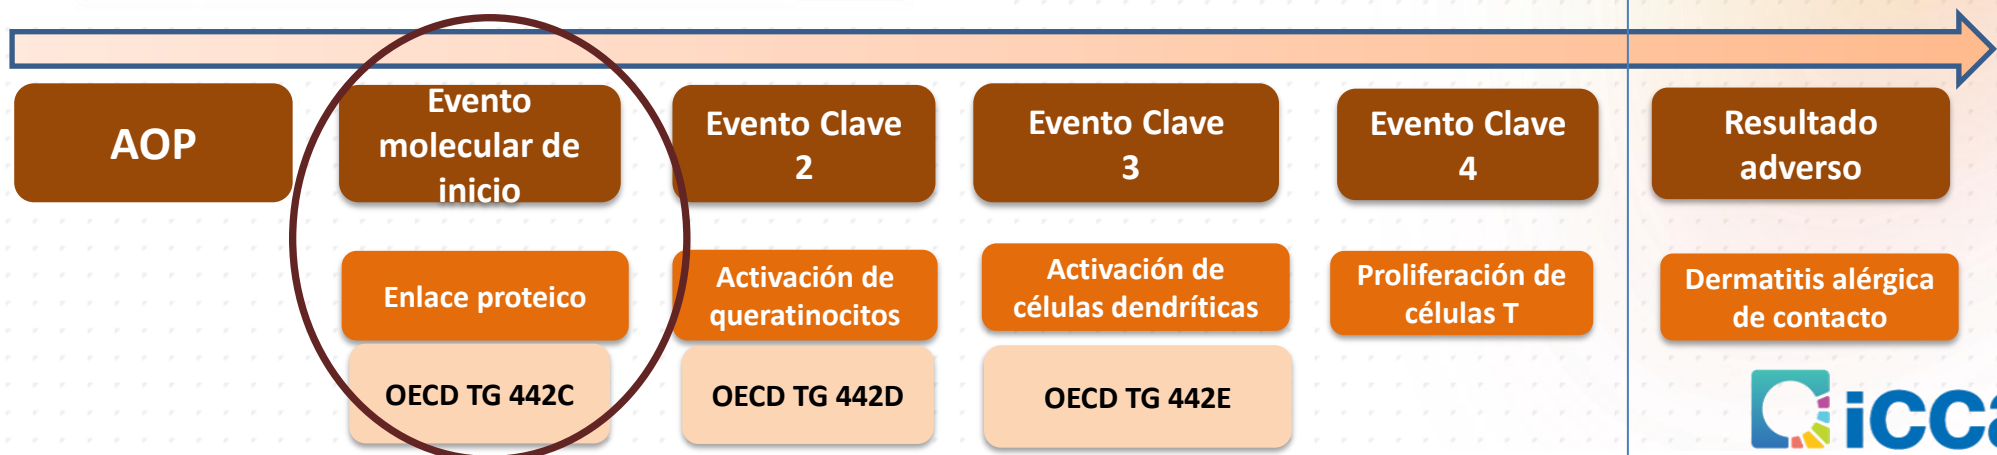 AOP
Evento
molecular de
inicio
Evento Clave
2
Evento Clave
3
Evento Clave
4
Resultado
adverso
Enlace proteico
Activación de
queratinocitos
Activación de
células dendríticas
Proliferación de
células T
Dermatitis alérgica
de contacto
OECD TG 442C
OECD TG 442D
OECD TG 442E
icca